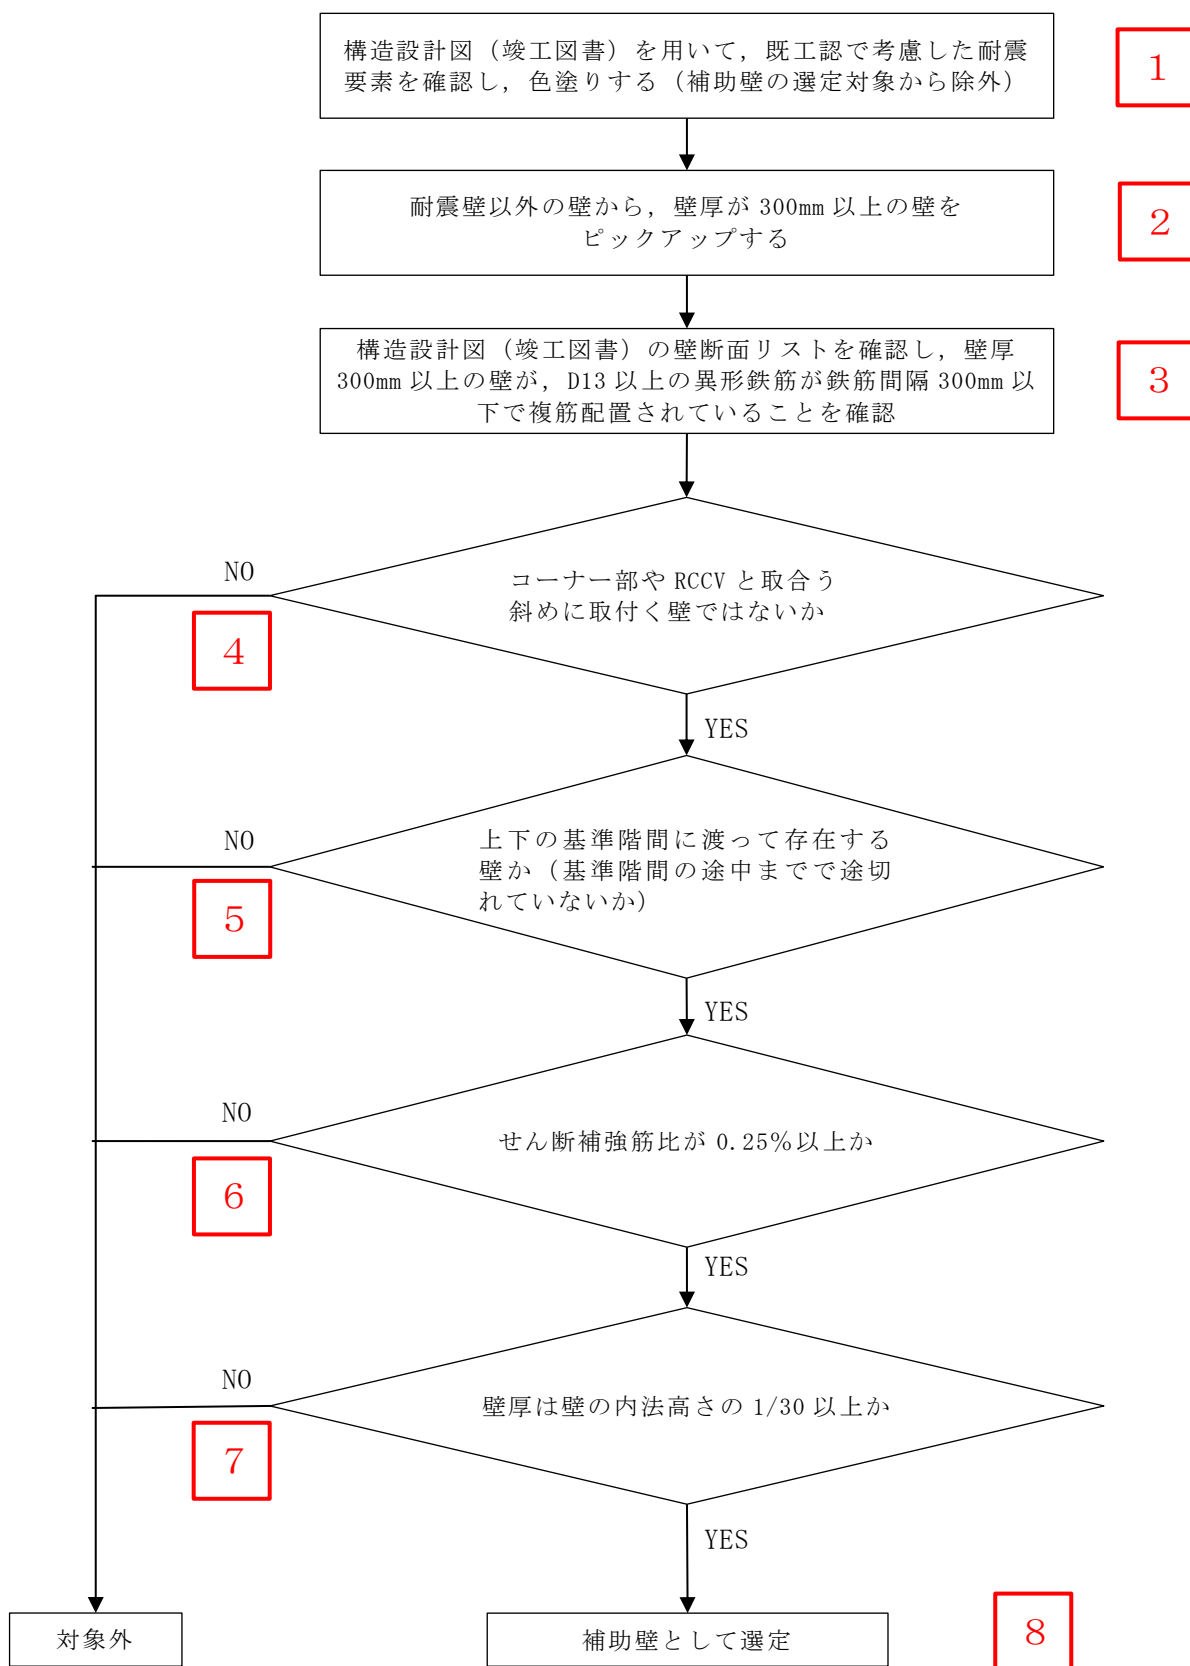 構造設計図（竣工図書）を用いて，既工認で考慮した耐震
要素を確認し，色塗りする（補助壁の選定対象から除外）
1
耐震壁以外の壁から，壁厚が 300mm 以上の壁を
ピックアップする
2
構造設計図（竣工図書）の壁断面リストを確認し，壁厚
300mm 以上の壁が，D13 以上の異形鉄筋が鉄筋間隔 300mm 以
下で複筋配置されていることを確認
3
NO
コーナー部や RCCV と取合う
斜めに取付く壁ではないか
4
YES
NO
上下の基準階間に渡って存在する
壁か（基準階間の途中までで途切
れていないか）
5
YES
NO
せん断補強筋比が 0.25％以上か
6
YES
NO
壁厚は壁の内法高さの 1/30 以上か
7
YES
対象外
補助壁として選定
8